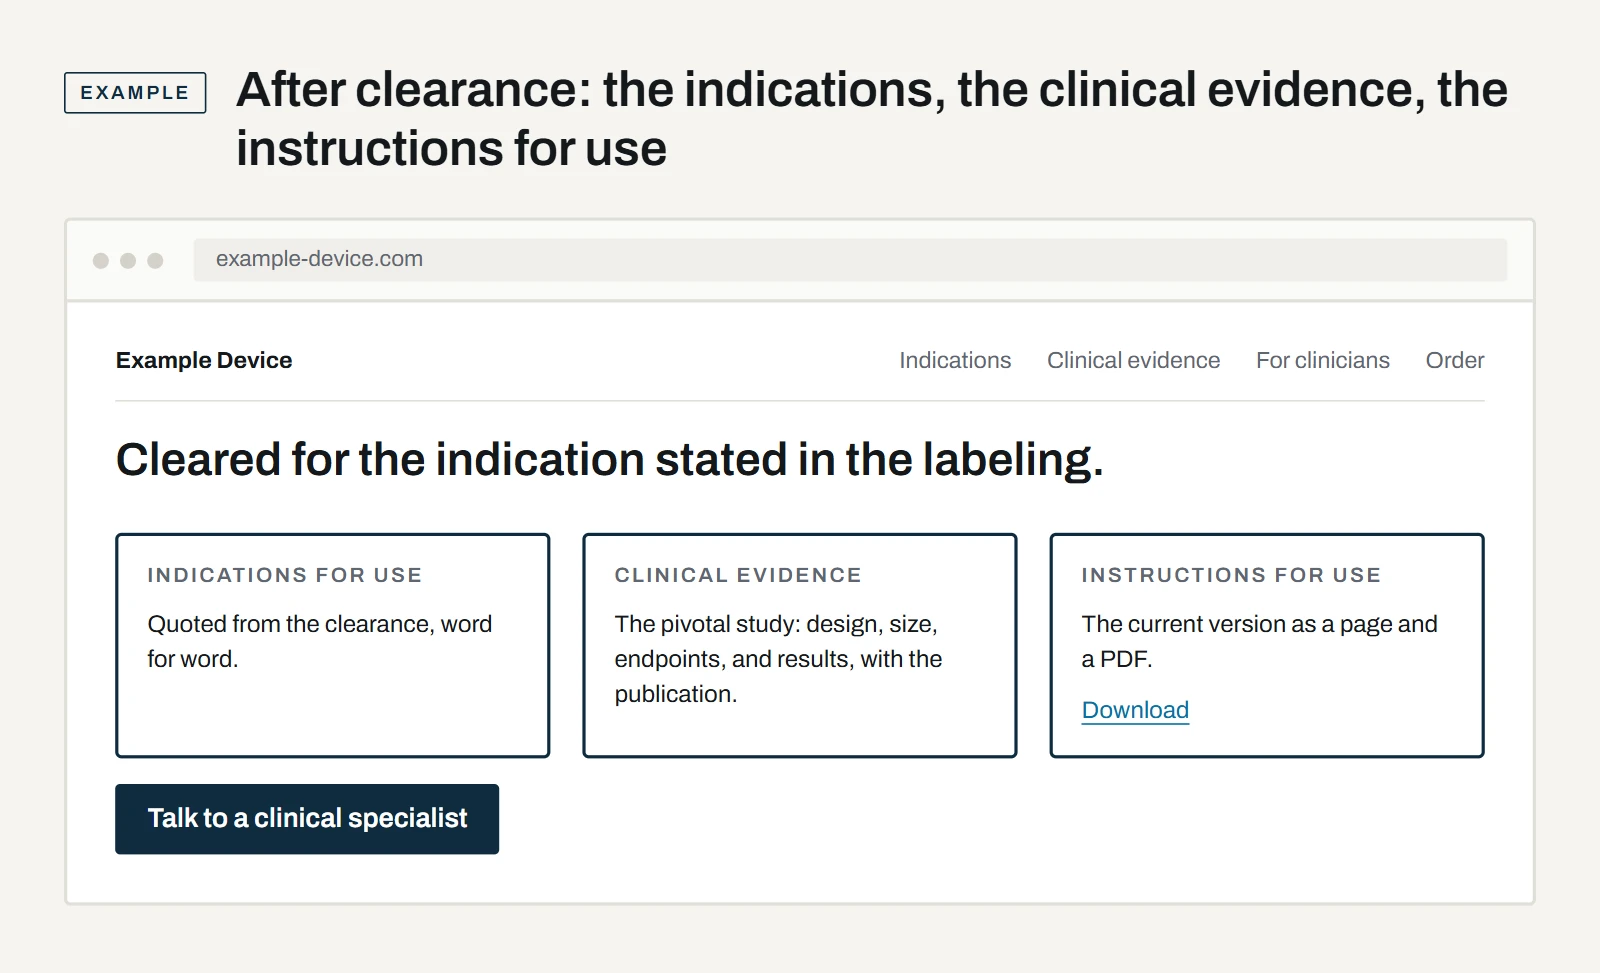 EXAMPLE
After clearance: the indications, the clinical evidence, the
instructions for use
example-device.com
Example Device
Indications
Clinical evidence
For clinicians
Order
Cleared for the indication stated in the labeling.
INDICATIONS FOR USE
Quoted from the clearance, word
for word.
CLINICAL EVIDENCE
The pivotal study: design, size,
endpoints, and results, with the
publication.
INSTRUCTIONS FOR USE
The current version as a page and
a PDF.
Download
Talk to a clinical specialist